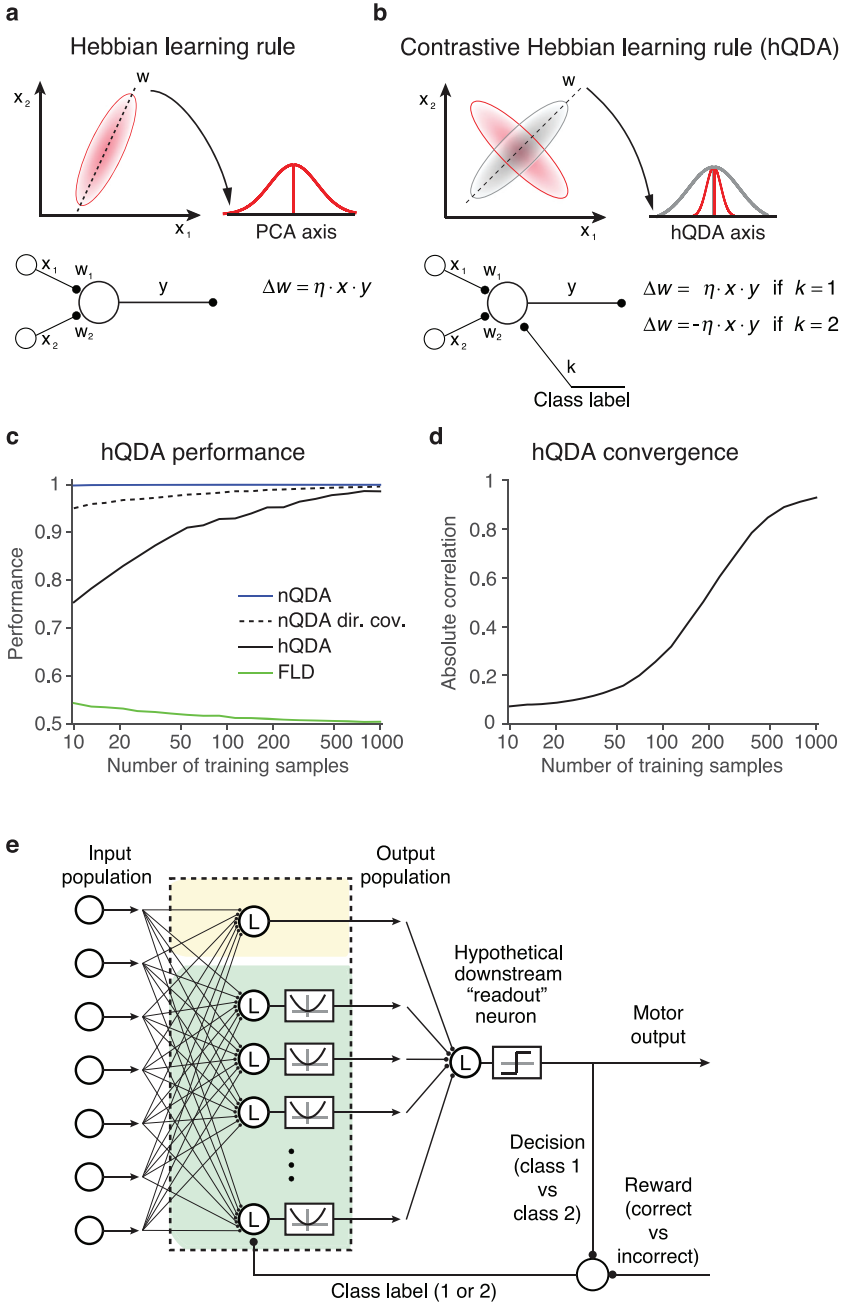 a
Hebbian learning rule
x2
w
x1
PCA axis
x1
w1
y
w2
x2
Δw = η · x · y
b
Contrastive Hebbian learning rule (hQDA)
x2
w
x1
hQDA axis
x1
w1
y
w2
x2
k
Class label
Δw = η · x · y if k = 1
Δw = -η · x · y if k = 2
c
hQDA performance
Performance
1
0.9
0.8
0.7
0.6
0.5
nQDA
nQDA dir. cov.
hQDA
FLD
10 20 50 100 200 500 1000
Number of training samples
d
hQDA convergence
Absolute correlation
1
0.8
0.6
0.4
0.2
0
10 20 50 100 200 500 1000
Number of training samples
e
Input
population
Output
population
L
L
L
L
L
Hypothetical
downstream
“readout”
neuron
L
Motor
output
Decision
(class 1
vs
class 2)
Reward
(correct
vs
incorrect)
Class label (1 or 2)